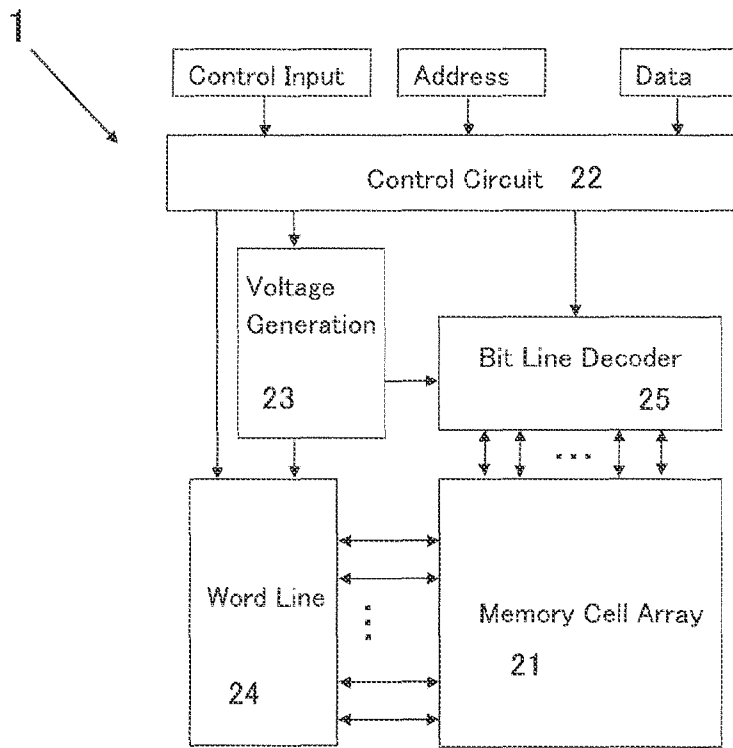 1
Control Input
Address
Data
Control Circuit 22
Voltage
Generation
23
Bit Line Decoder
25
...
Word Line
24
Memory Cell Array
21